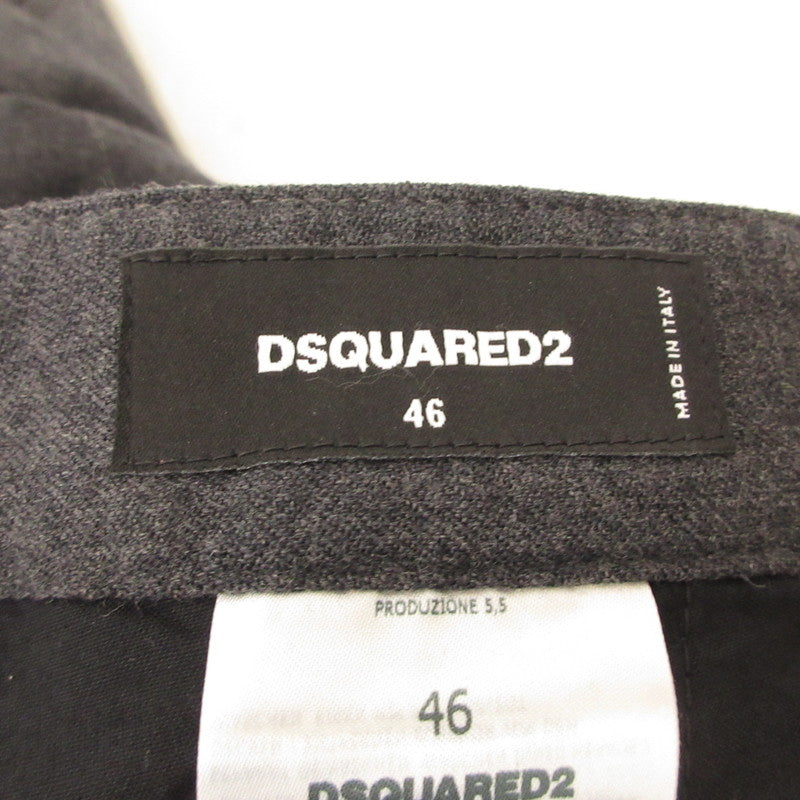 DSQUARED2
46
MADE IN ITALY
PRODUZIONE 5,5
46
DSQUARED2